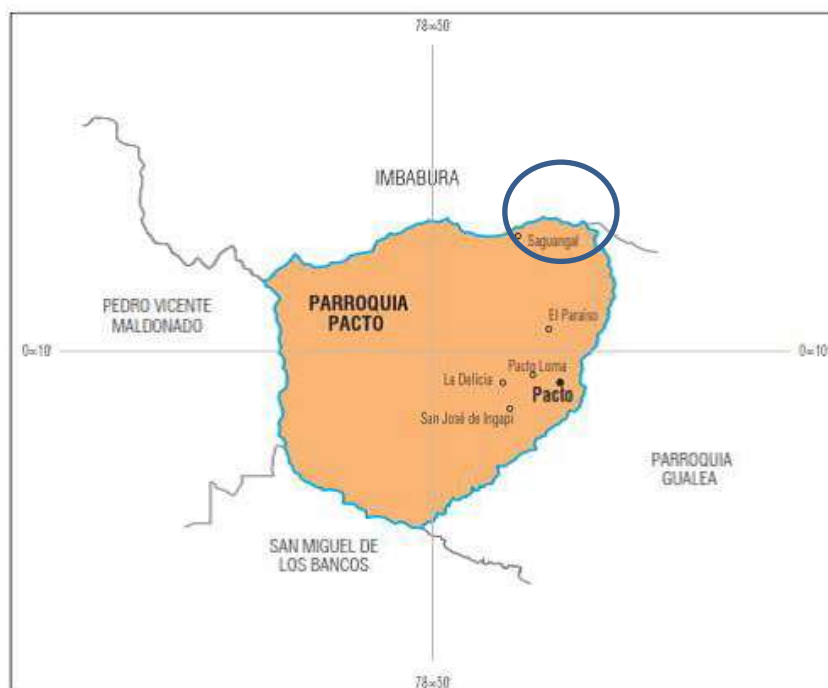 78∞50'
IMBABURA
Saguangal
PEDRO VICENTE
MALDONADO
PARROQUIA
PACTO
El Paraíso
0∞10'
0∞10'
Pacto Loma
La Delicia
Pacto
San José de Ingapi
PARROQUIA
GUALEA
SAN MIGUEL DE
LOS BANCOS
78∞50'